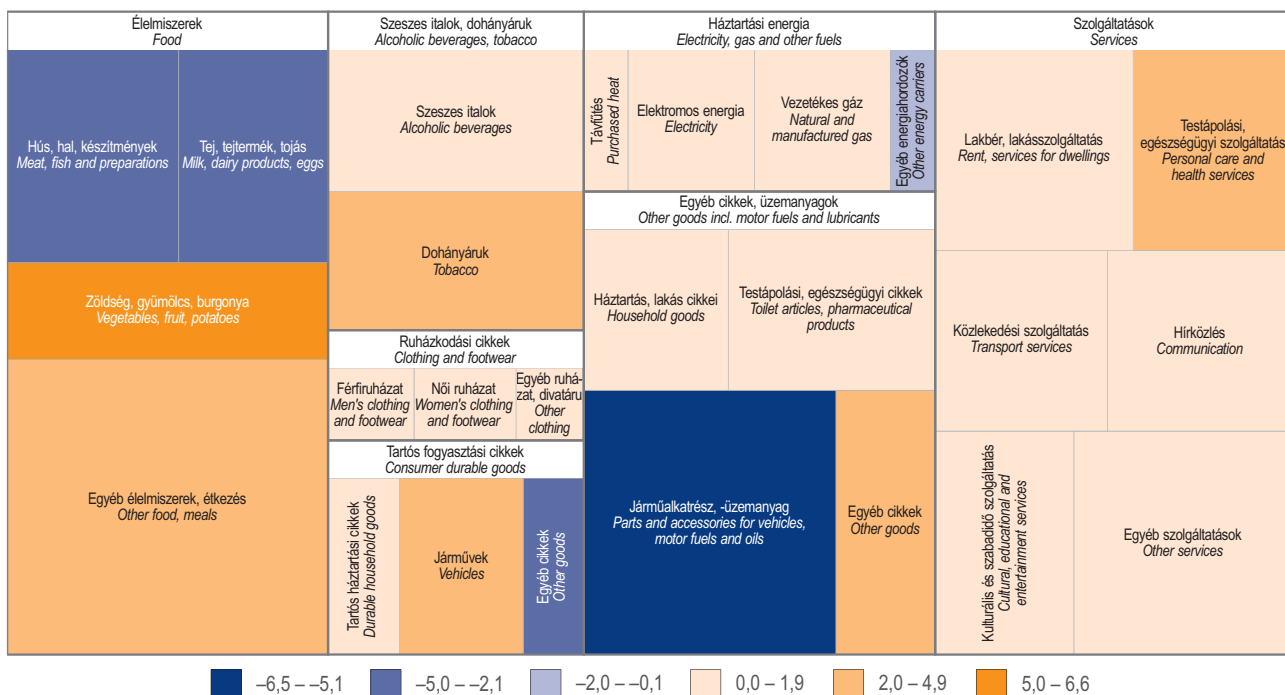 Élelmiszerek
Food
Hús, hal, készítmények
Meat, fish and preparations
Tej, tejtermék, tojás
Milk, dairy products, eggs
Zöldség, gyümölcs, burgonya
Vegetables, fruit, potatoes
Egyéb élelmiszerek, étkezés
Other food, meals
Szeszes italok, dohányáruk
Alcoholic beverages, tobacco
Szeszes italok
Alcoholic beverages
Dohányáruk
Tobacco
Ruházkodási cikkek
Clothing and footwear
Férfiruházat
Men's clothing
and footwear
Női ruházat
Women's clothing
and footwear
Egyéb ruhá-
zat, divatáru
Other
clothing
Tartós fogyasztási cikkek
Consumer durable goods
Tartós háztartási cikkek
Durable household goods
Járművek
Vehicles
Egyéb cikkek
Other goods
Háztartási energia
Electricity, gas and other fuels
Távfűtés
Purchased heat
Elektromos energia
Electricity
Vezetékes gáz
Natural and
manufactured gas
Egyéb energiahordozók
Other energy carriers
Egyéb cikkek, üzemanyagok
Other goods incl. motor fuels and lubricants
Háztartás, lakás cikkei
Household goods
Testápolási, egészségügyi cikkek
Toilet articles, pharmaceutical
products
Járműalkatrész, -üzemanyag
Parts and accessories for vehicles,
motor fuels and oils
Egyéb cikkek
Other goods
Szolgáltatások
Services
Lakbér, lakásszolgáltatás
Rent, services for dwellings
Testápolási,
egészségügyi szolgáltatás
Personal care and
health services
Közlekedési szolgáltatás
Transport services
Hírközlés
Communication
Kulturális és szabadidő szolgáltatás
Cultural, educational and
entertainment services
Egyéb szolgáltatások
Other services
–6,5 – –5,1
–5,0 – –2,1
–2,0 – –0,1
0,0 – 1,9
2,0 – 4,9
5,0 – 6,6